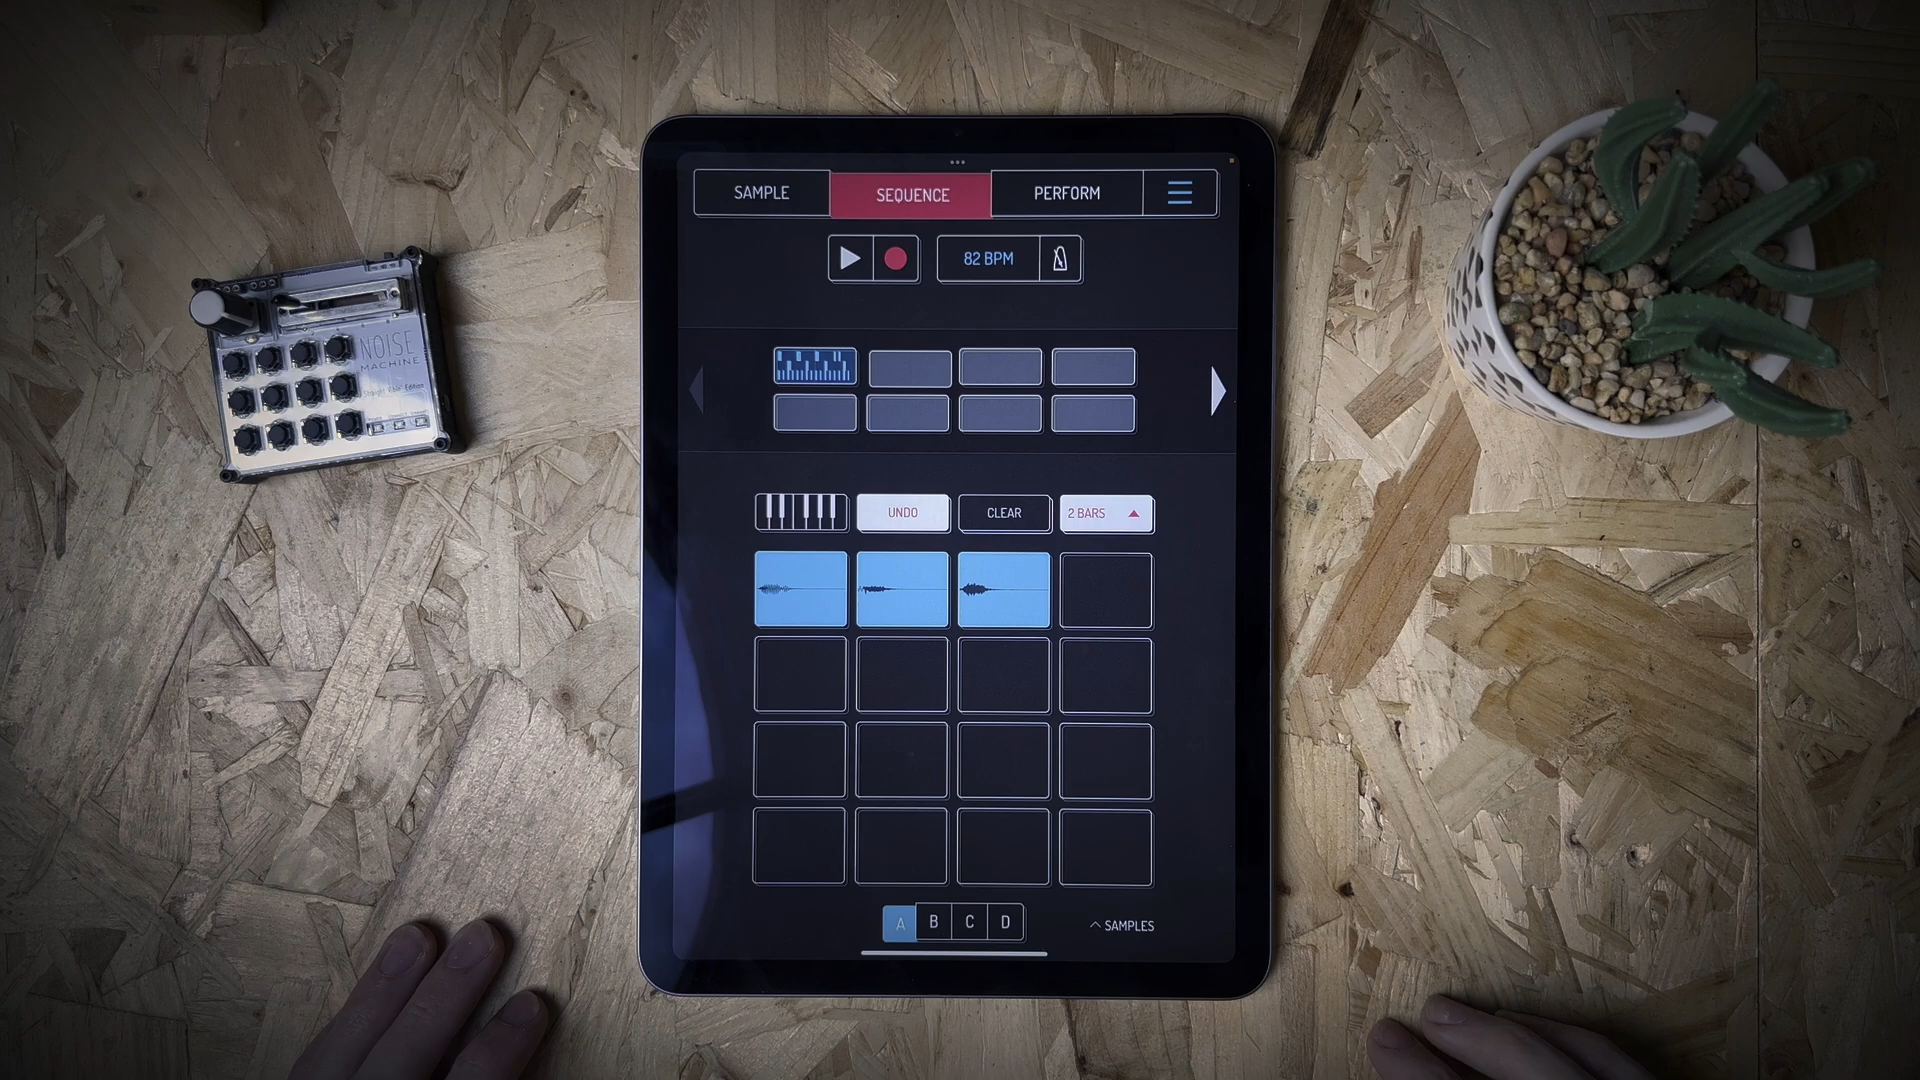 SAMPLE SEQUENCE PERFORM
82 BPM
NOISE
MACHINE
UNDO CLEAR 2 BARS
A B C D SAMPLES